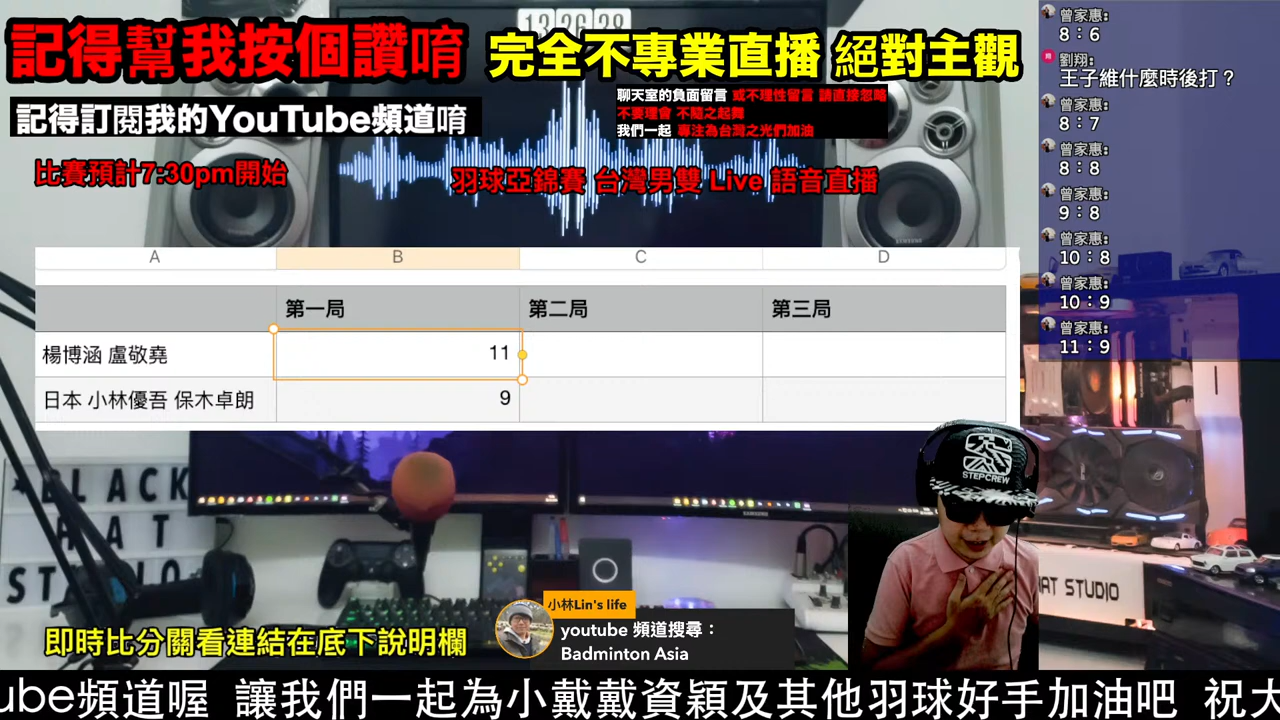 記得幫我按個讚唷
完全不專業直播 絕對主觀
記得訂閱我的YouTube頻道唷
聊天室的負面留言 或不理性留言 請直接忽略
不要理會 不隨之起舞
我們一起 專注為台灣之光們加油
比賽預計7:30pm開始
羽球亞錦賽 台灣男雙 Live 語音直播
SAMSUNG
A B C D
第一局 第二局 第三局
楊博涵 盧敬堯 11
日本 小林優吾 保木卓朗 9
曾家惠:
8:6
劉翔:
王子維什麼時後打?
曾家惠:
8:7
曾家惠:
8:8
曾家惠:
9:8
曾家惠:
10:8
曾家惠:
10:9
曾家惠:
11:9
BLACK
HAT
STUDIO
SAMSUNG
STEPCREW
HAT STUDIO
小林Lin's life
youtube 頻道搜尋:
Badminton Asia
即時比分關看連結在底下說明欄
ube頻道喔 讓我們一起為小戴戴資穎及其他羽球好手加油吧 祝大